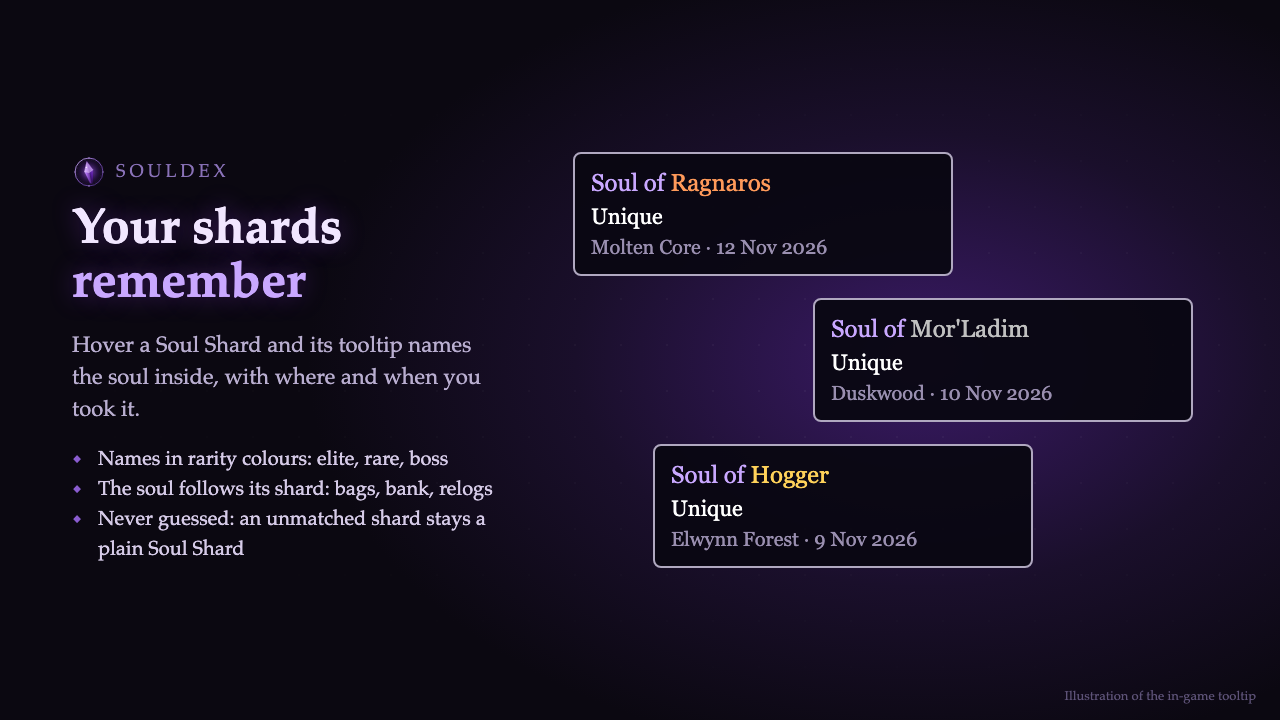 SOULDEX
Your shards
remember
Hover a Soul Shard and its tooltip names
the soul inside, with where and when you
took it.
Names in rarity colours: elite, rare, boss
The soul follows its shard: bags, bank, relogs
Never guessed: an unmatched shard stays a
plain Soul Shard
Soul of Ragnaros
Unique
Molten Core · 12 Nov 2026
Soul of Mor'Ladim
Unique
Duskwood · 10 Nov 2026
Soul of Hogger
Unique
Elwynn Forest · 9 Nov 2026
Illustration of the in-game tooltip